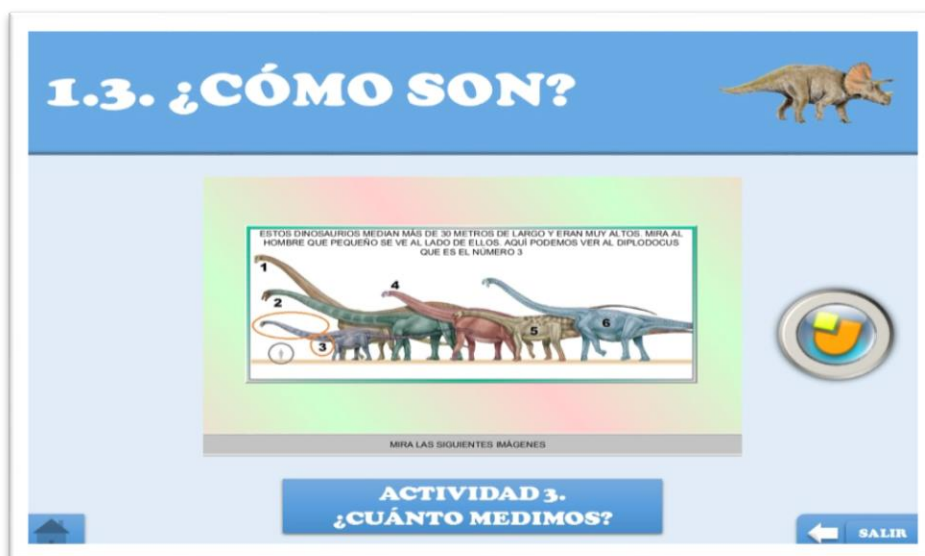 1.3. ¿CÓMO SON?
ESTOS DINOSAURIOS MEDIAN MÁS DE 30 METROS DE LARGO Y ERAN MUY ALTOS. MIRA AL
HOMBRE QUE PEQUEÑO SE VE AL LADO DE ELLOS. AQUÍ PODEMOS VER AL DIPLODOCUS
QUE ES EL NÚMERO 3
1
2
3
4
5
6
MIRA LAS SIGUIENTES IMÁGENES
ACTIVIDAD 3.
¿CUÁNTO MEDIMOS?
SALIR